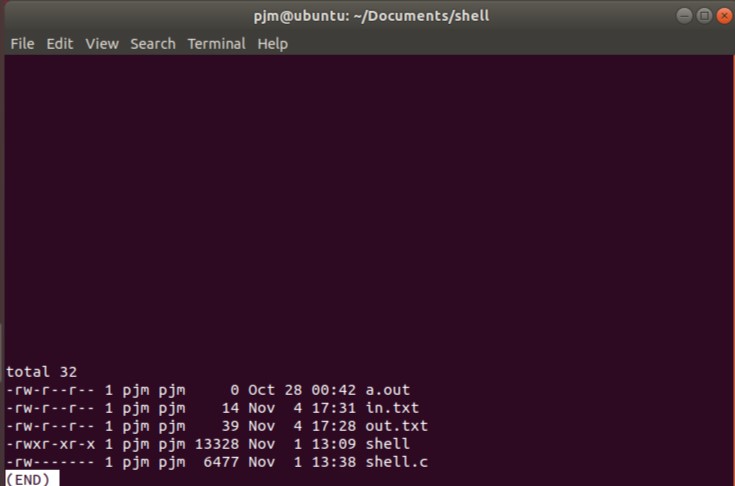 pjm@ubuntu: ~/Documents/shell
File Edit View Search Terminal Help
total 32
-rw-r--r-- 1 pjm pjm     0 Oct 28 00:42 a.out
-rw-r--r-- 1 pjm pjm    14 Nov  4 17:31 in.txt
-rw-r--r-- 1 pjm pjm    39 Nov  4 17:28 out.txt
-rwxr-xr-x 1 pjm pjm 13328 Nov  1 13:09 shell
-rw------- 1 pjm pjm  6477 Nov  1 13:38 shell.c
(END)